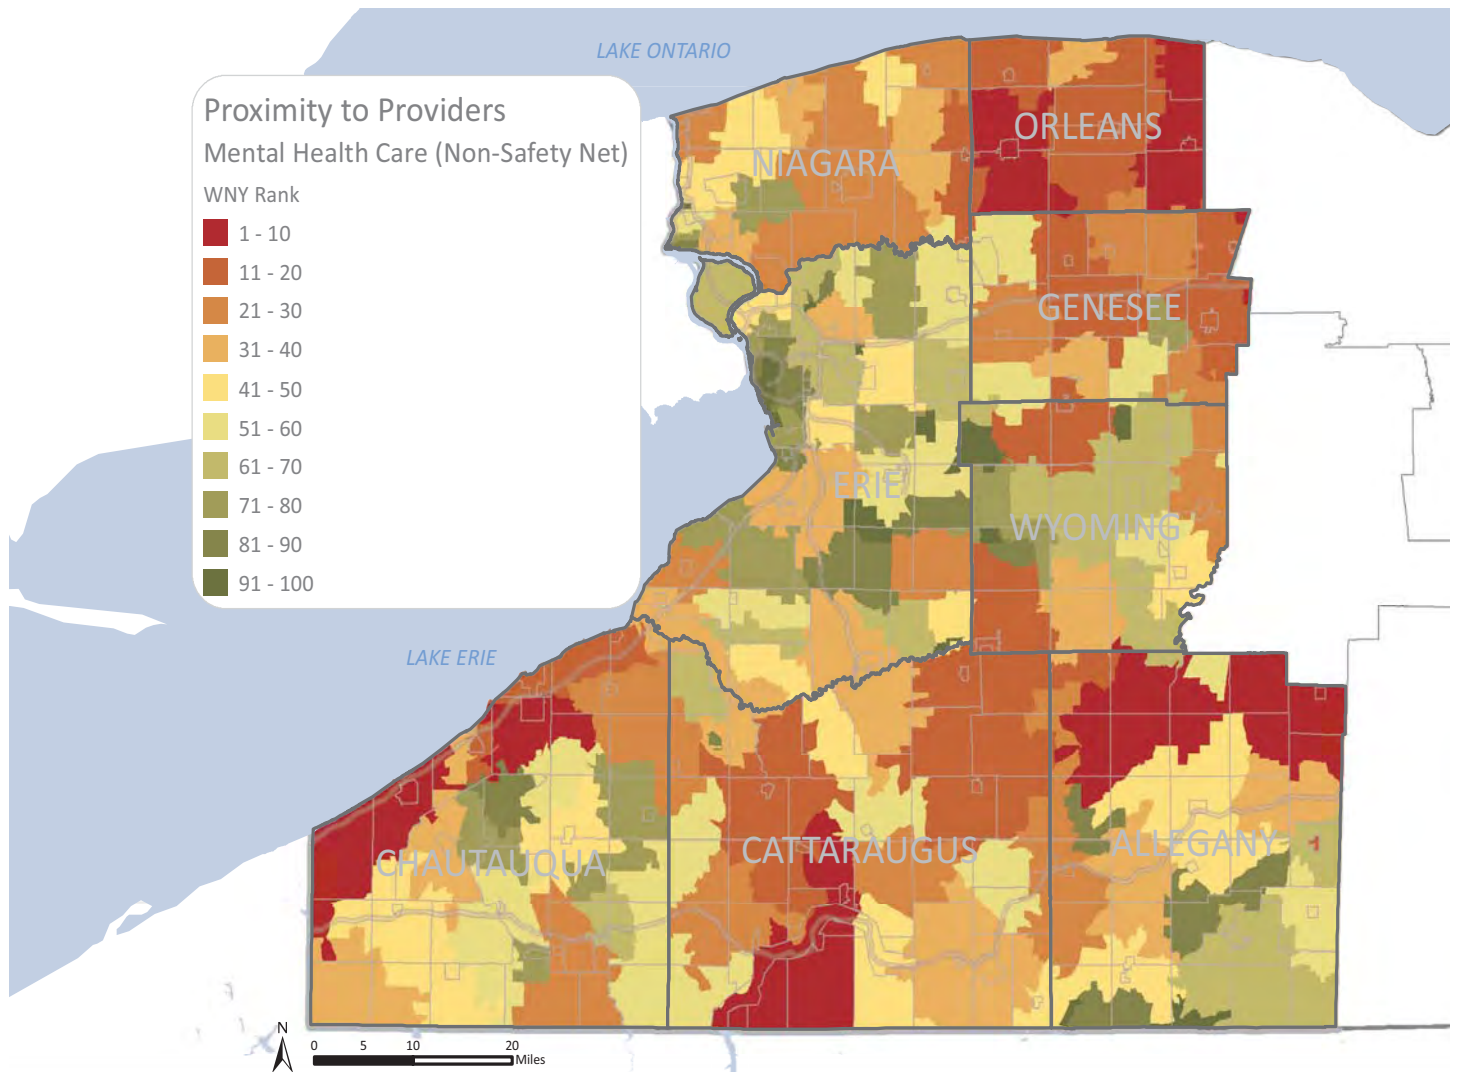 LAKE ONTARIO
Proximity to Providers
Mental Health Care (Non-Safety Net)
WNY Rank
1 - 10
11 - 20
21 - 30
31 - 40
41 - 50
51 - 60
61 - 70
71 - 80
81 - 90
91 - 100
ORLEANS
NIAGARA
GENESEE
ERIE
WYOMING
LAKE ERIE
CHAUTAUQUA
CATTARAUGUS
ALLEGANY
N
0 5 10 20
Miles